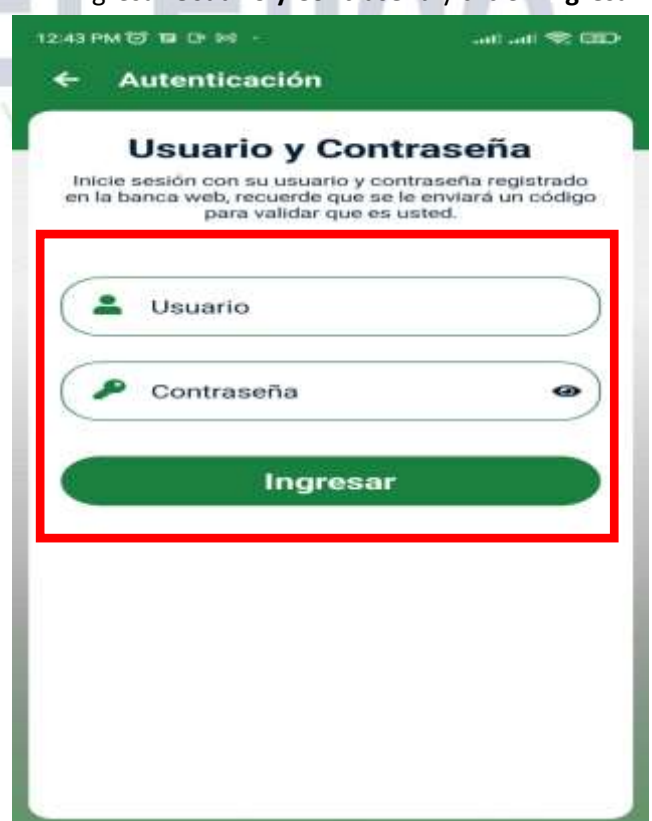 12:43 PM
Autenticación
Usuario y Contraseña
Inicie sesión con su usuario y contraseña registrado
en la banca web, recuerde que se le enviará un código
para validar que es usted.
Usuario
Contraseña
Ingresar